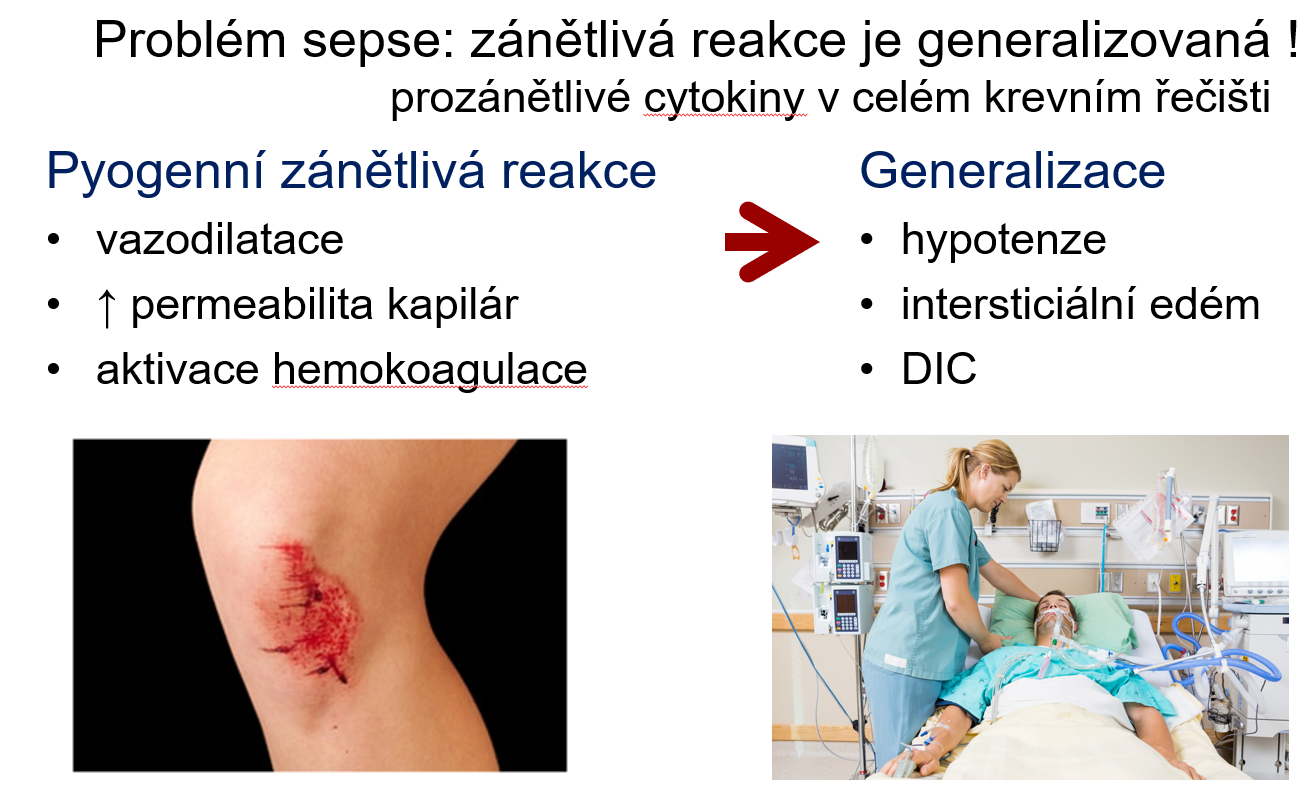 Problém sepse: zánětlivá reakce je generalizovaná !
prozánětlivé cytokiny v celém krevním řečišti
Pyogenní zánětlivá reakce
• vazodilatace
• ↑ permeabilita kapilár
• aktivace hemokoagulace
Generalizace
• hypotenze
• intersticiální edém
• DIC